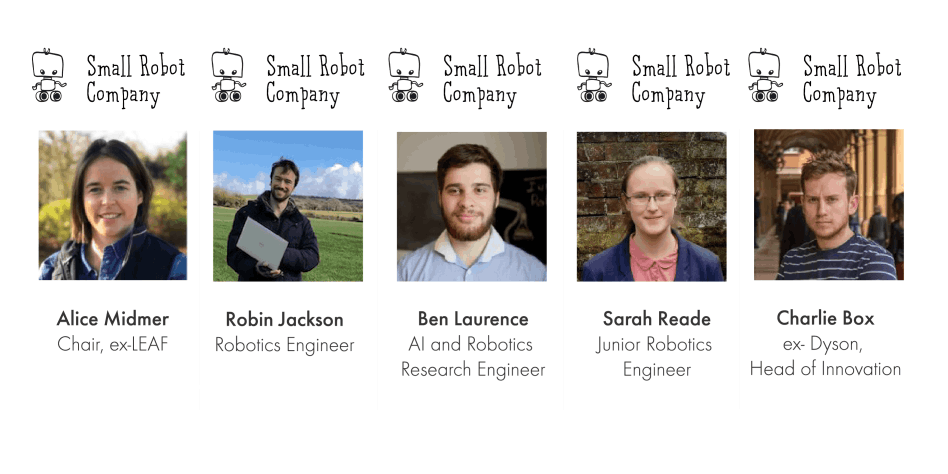 Small Robot
Company
Small Robot
Company
Small Robot
Company
Small Robot
Company
Small Robot
Company
Alice Midmer
Chair, ex-LEAF
Robin Jackson
Robotics Engineer
Ben Laurence
AI and Robotics
Research Engineer
Sarah Reade
Junior Robotics
Engineer
Charlie Box
ex- Dyson,
Head of Innovation